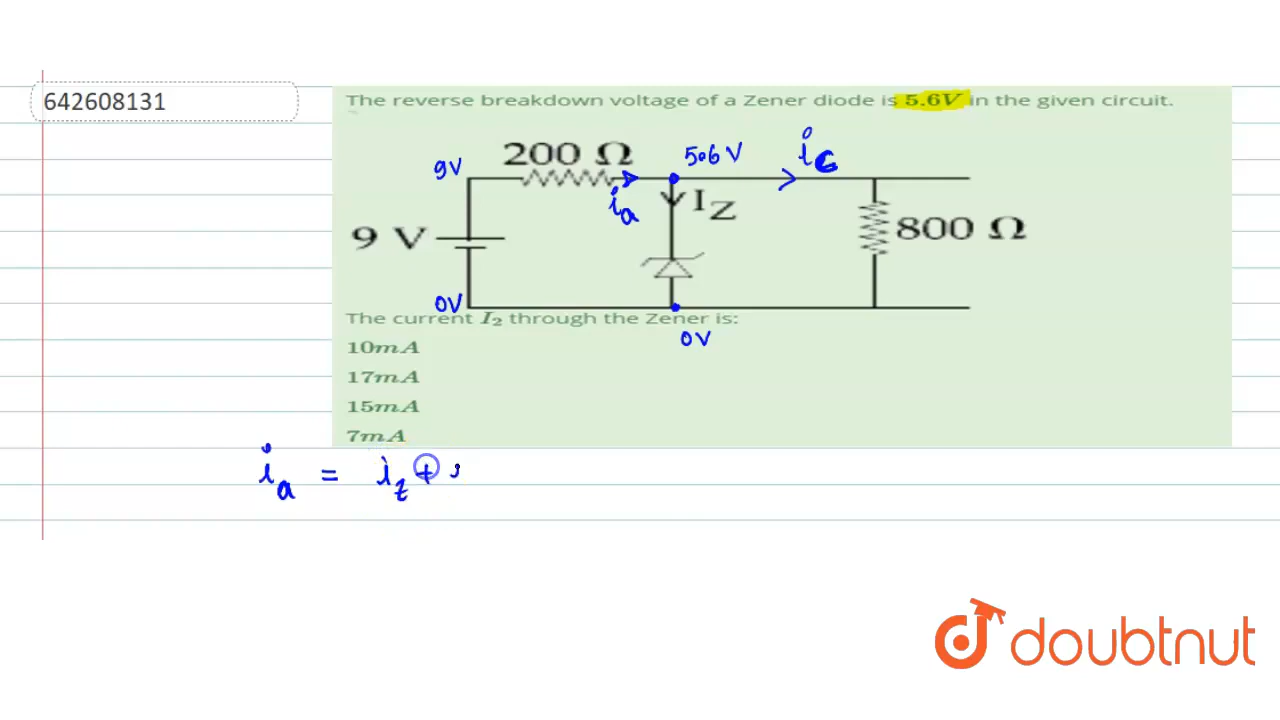 642608131
The reverse breakdown voltage of a Zener diode is 5.6V in the given circuit.
9V
200 Ω
5.6 V
i_c
i_a
I_Z
9 V
800 Ω
0V
The current I_2 through the Zener is:
0V
10mA
17mA
15mA
7mA
i_a = i_z +
doubtnut